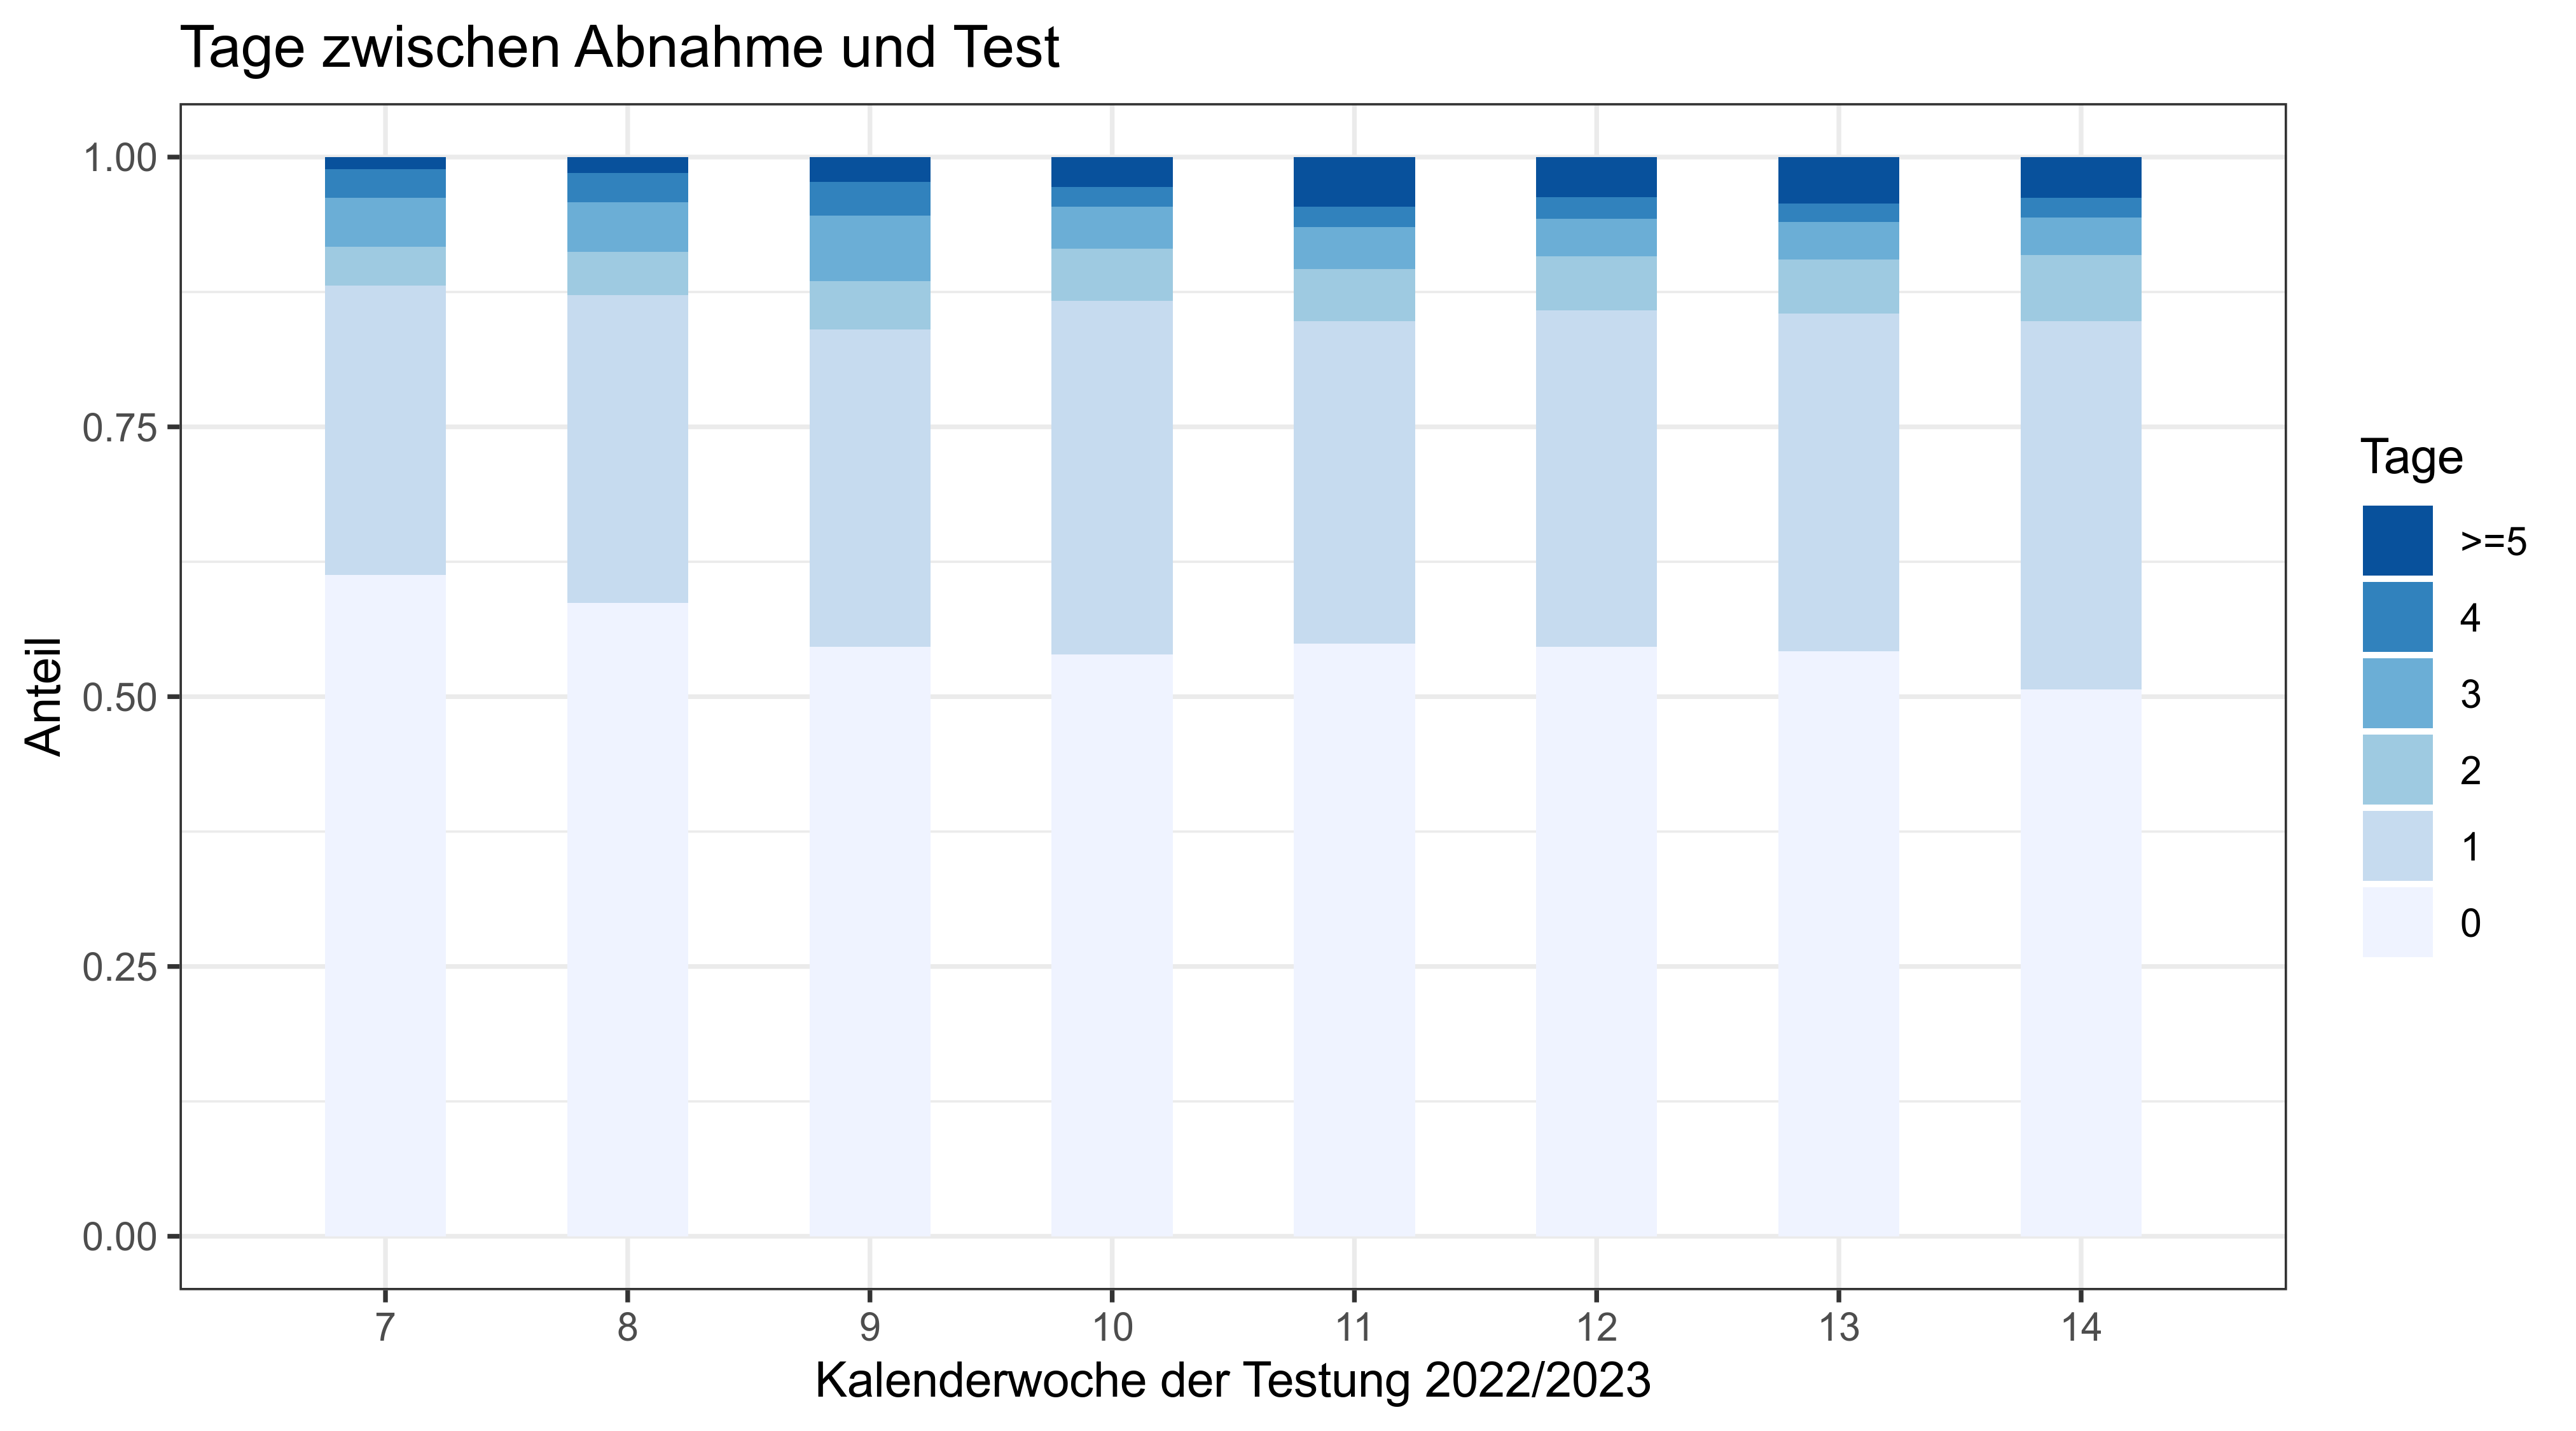 Tage zwischen Abnahme und Test
Anteil
1.00
0.75
0.50
0.25
0.00
7 8 9 10 11 12 13 14
Kalenderwoche der Testung 2022/2023
Tage
>=5
4
3
2
1
0